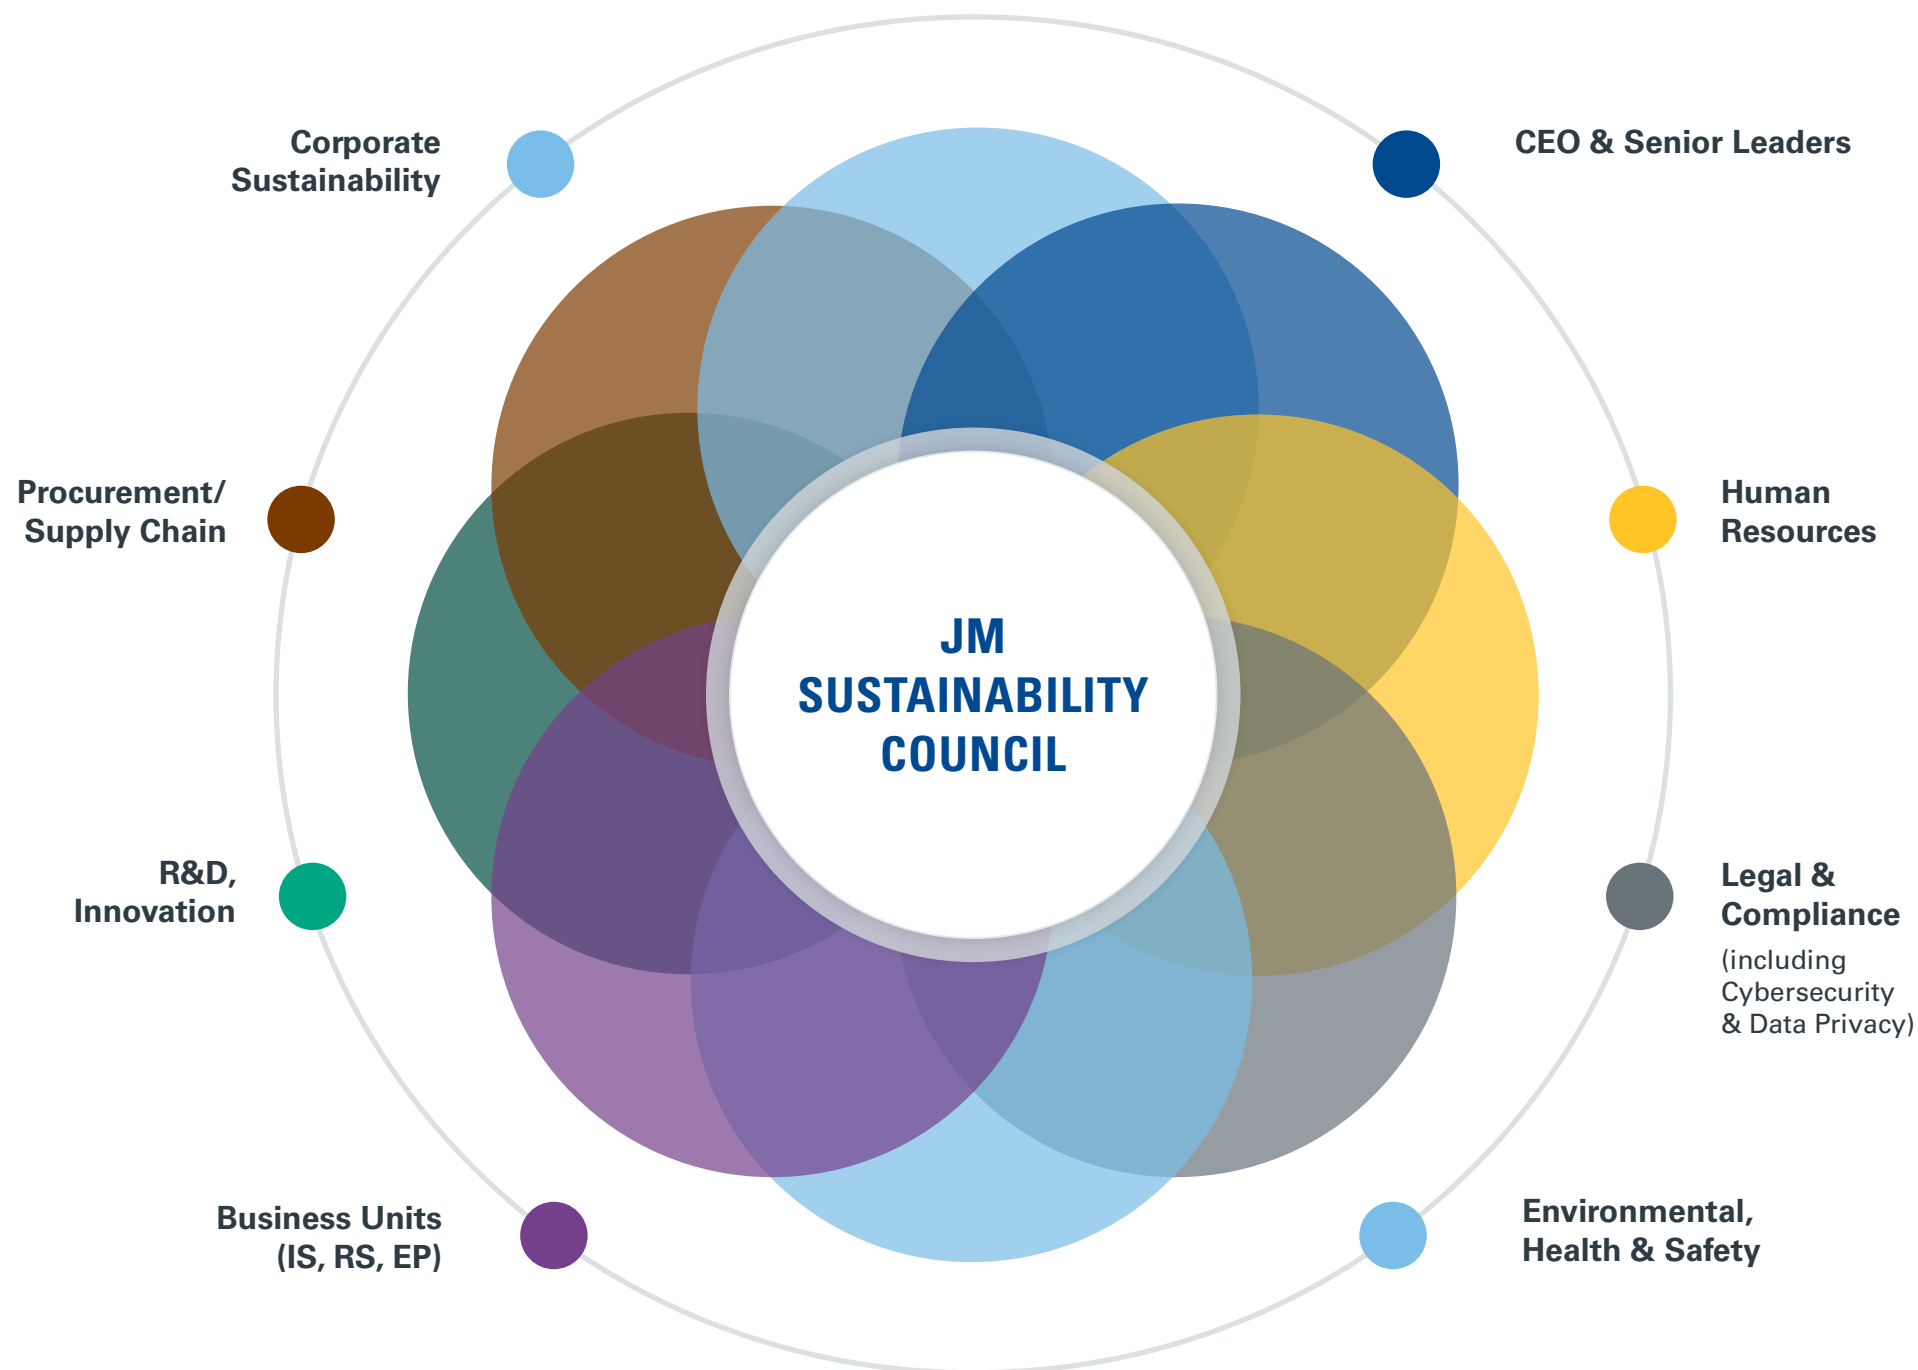 Corporate
Sustainability
CEO & Senior Leaders
Procurement/
Supply Chain
Human
Resources
JM
SUSTAINABILITY
COUNCIL
R&D,
Innovation
Legal &
Compliance
(including
Cybersecurity
& Data Privacy)
Business Units
(IS, RS, EP)
Environmental,
Health & Safety